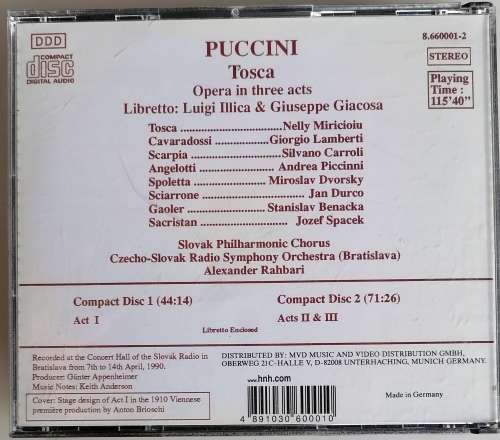 DDD
8.660001-2
COMPACT
disc
DIGITAL AUDIO
PUCCINI
STEREO
Tosca
Opera in three acts
Libretto: Luigi Illica & Giuseppe Giacosa
Playing
Time :
115'40"
Tosca ..............................Nelly Miricioiu
Cavaradossi ....................Giorgio Lamberti
Scarpia ............................Silvano Carroli
Angelotti .........................Andrea Piccinni
Spoletta ..........................Miroslav Dvorsky
Sciarrone ................................Jan Durco
Gaoler .........................Stanislav Benacka
Sacristan ..............................Jozef Spacek
Slovak Philharmonic Chorus
Czecho-Slovak Radio Symphony Orchestra (Bratislava)
Alexander Rahbari
Compact Disc 1 (44:14)
Act I
Compact Disc 2 (71:26)
Acts II & III
Libretto Enclosed
Recorded at the Concert Hall of the Slovak Radio in
Bratislava from 7th to 14th April, 1990.
Producer: Günter Appenheimer
Music Notes: Keith Anderson
Cover: Stage design of Act I in the 1910 Viennese
premiere production by Anton Brioschi
DISTRIBUTED BY: MVD MUSIC AND VIDEO DISTRIBUTION GMBH,
OBERWEG 21C-HALLE V, D-82008 UNTERHACHING, MUNICH GERMANY.
www.hnh.com
4 891030 600010
Made in Germany